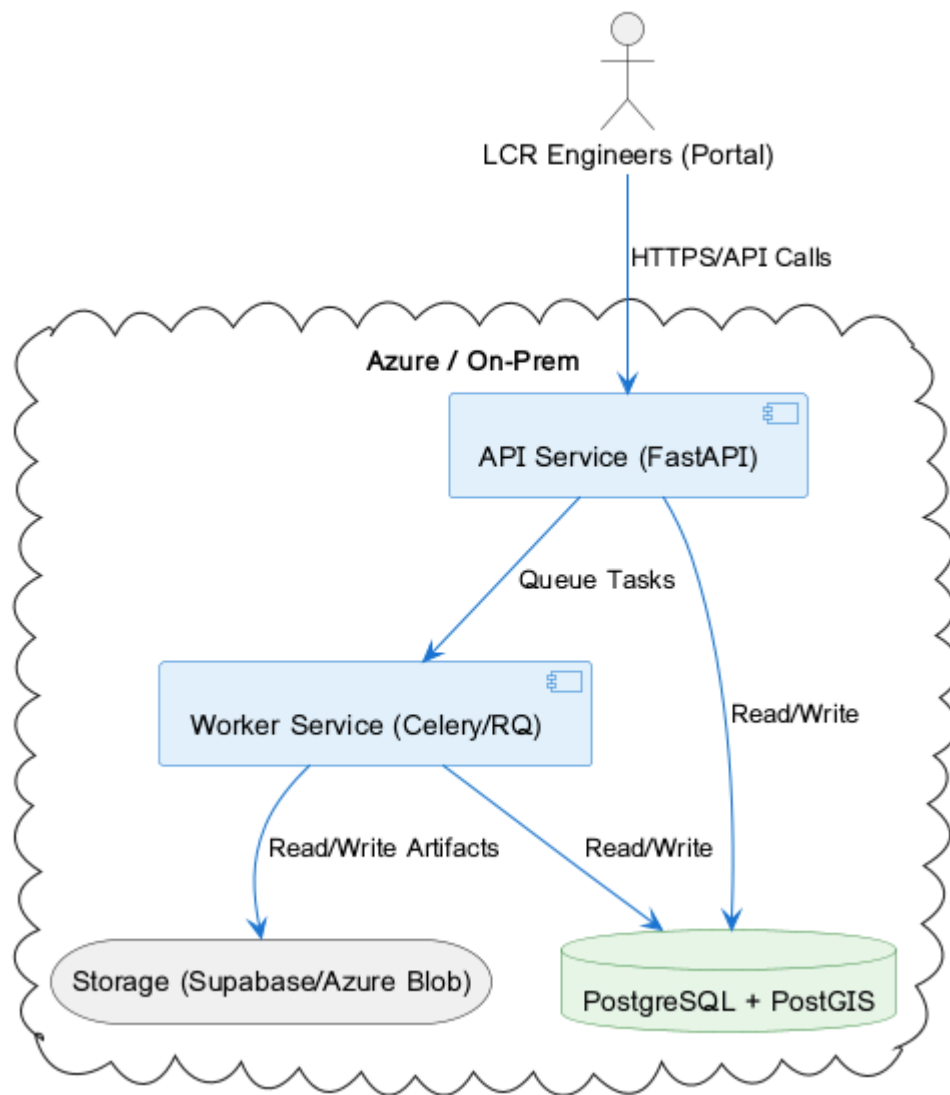 LCR Engineers (Portal)
HTTPS/API Calls
Azure / On-Prem
API Service (FastAPI)
Queue Tasks
Worker Service (Celery/RQ)
Read/Write
Read/Write Artifacts
Read/Write
Storage (Supabase/Azure Blob)
PostgreSQL + PostGIS